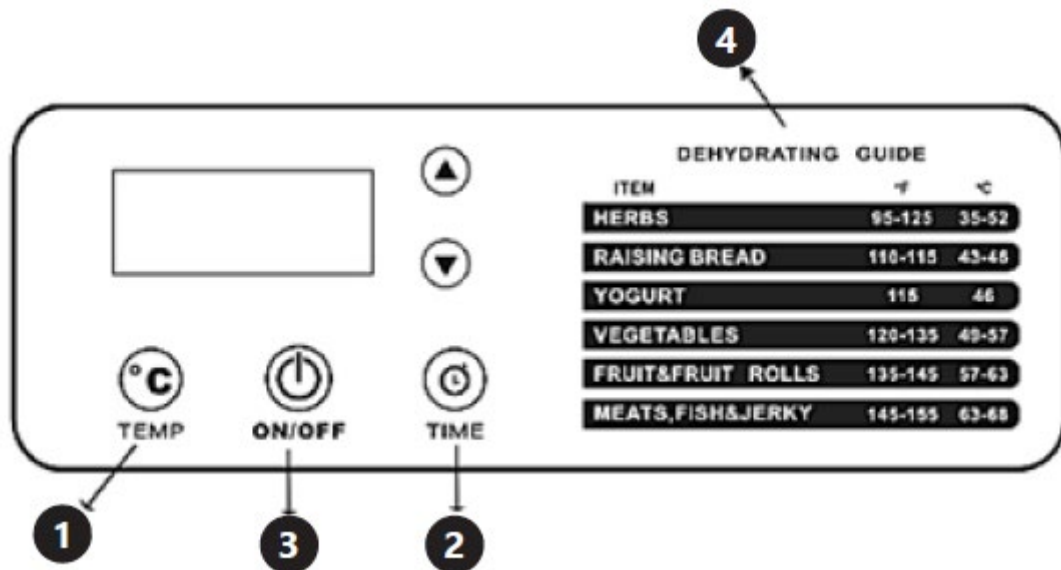 4
DEHYDRATING GUIDE
ITEM °F °C
HERBS 95-125 35-52
RAISING BREAD 110-115 43-46
YOGURT 115 46
VEGETABLES 120-135 49-57
FRUIT&FRUIT ROLLS 135-145 57-63
MEATS,FISH&JERKY 145-155 63-68
°C
TEMP ON/OFF TIME
1 3 2